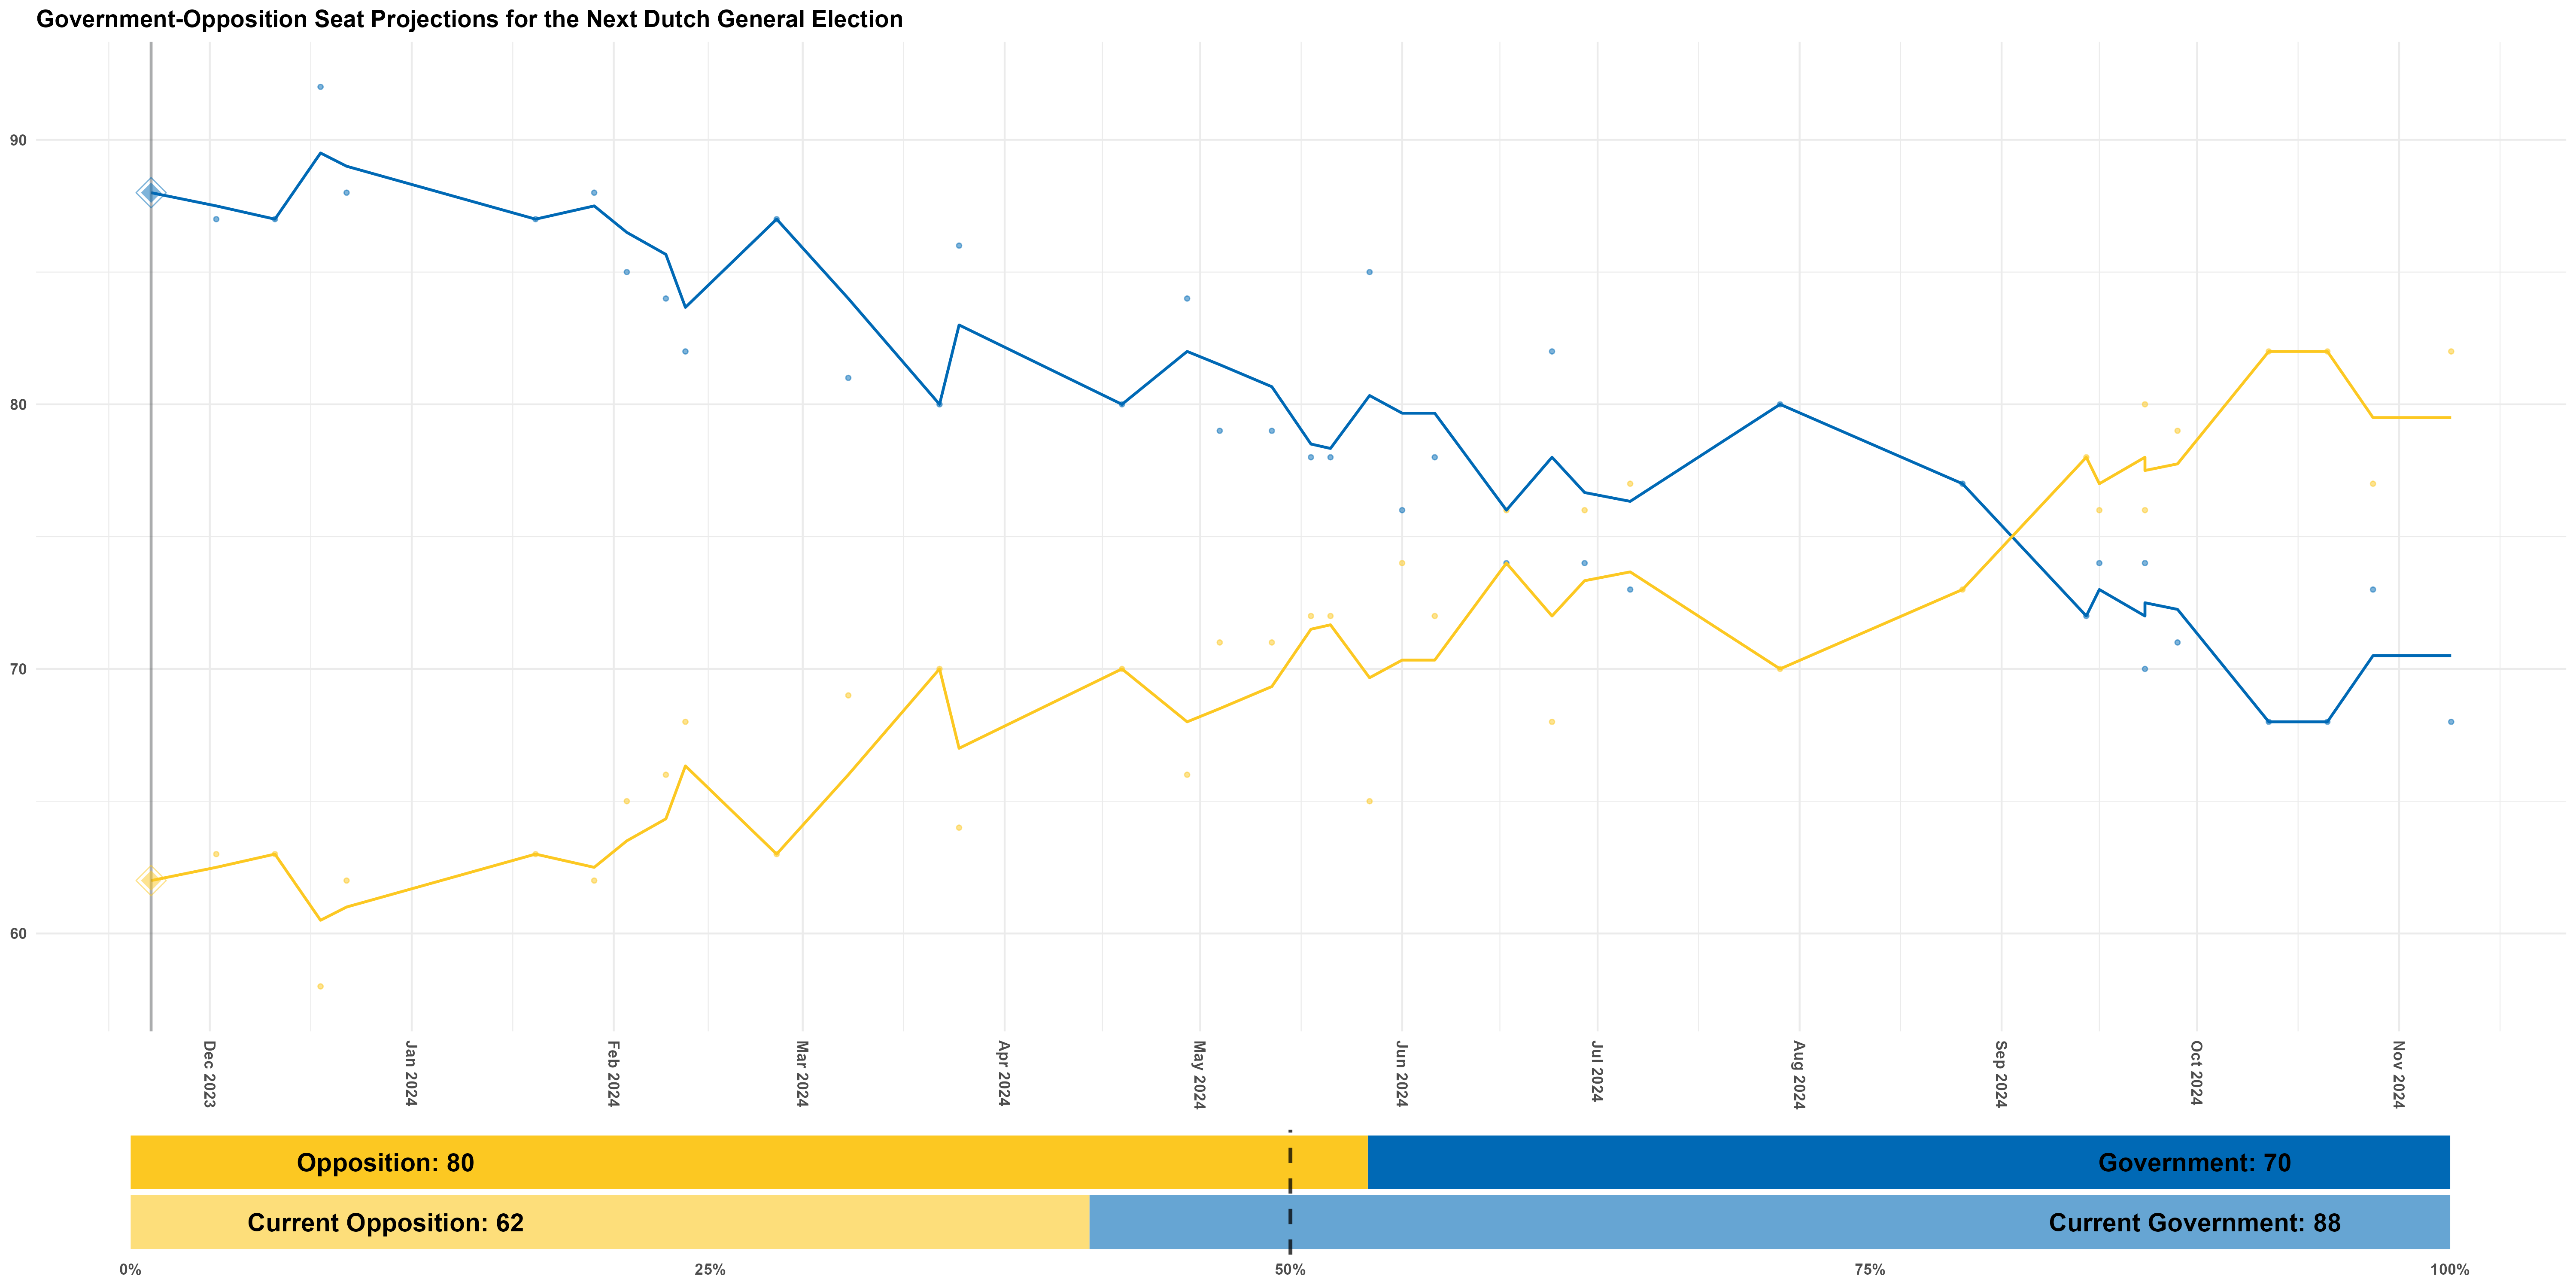 Government-Opposition Seat Projections for the Next Dutch General Election
90
80
70
60
Dec 2023
Jan 2024
Feb 2024
Mar 2024
Apr 2024
May 2024
Jun 2024
Jul 2024
Aug 2024
Sep 2024
Oct 2024
Nov 2024
Opposition: 80
Government: 70
Current Opposition: 62
Current Government: 88
0%
25%
50%
75%
100%